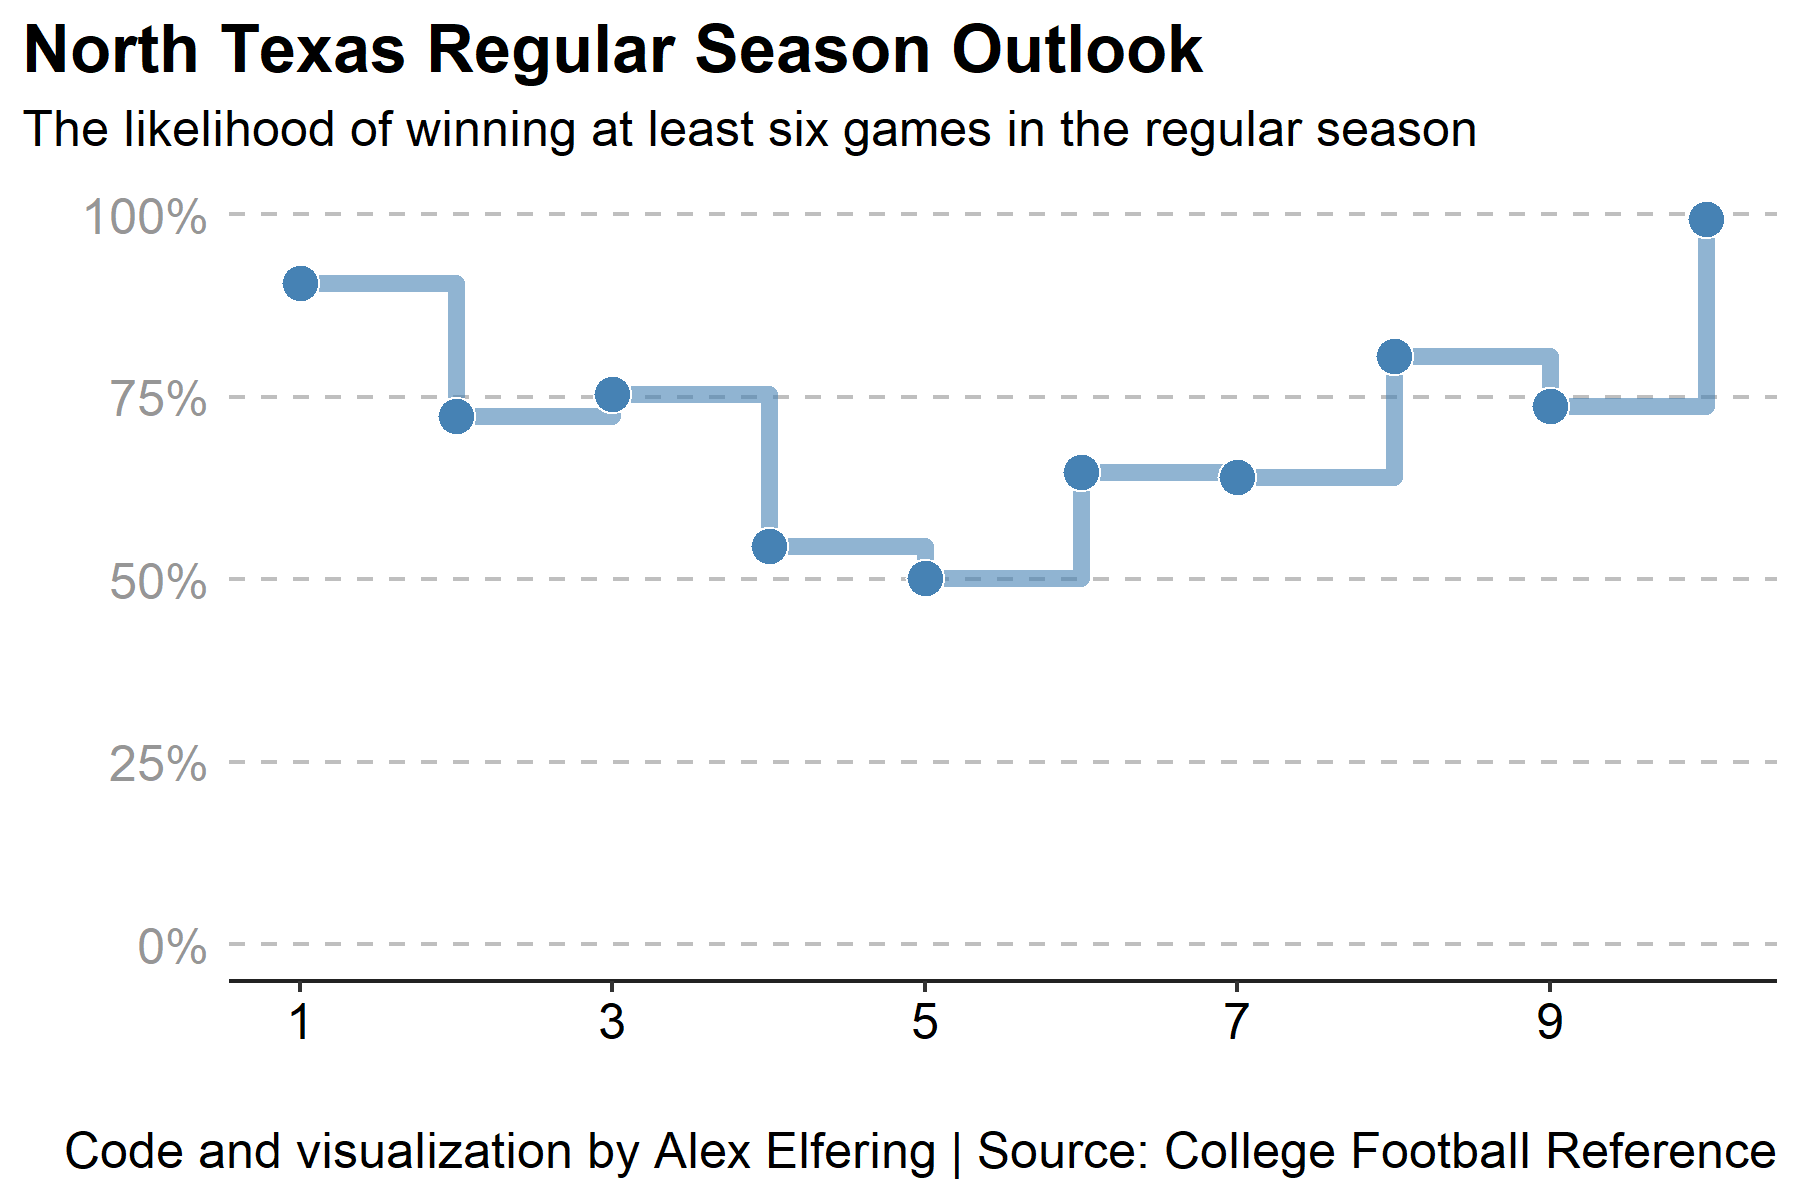 North Texas Regular Season Outlook
The likelihood of winning at least six games in the regular season
100%
75%
50%
25%
0%
1 3 5 7 9
Code and visualization by Alex Elfering | Source: College Football Reference